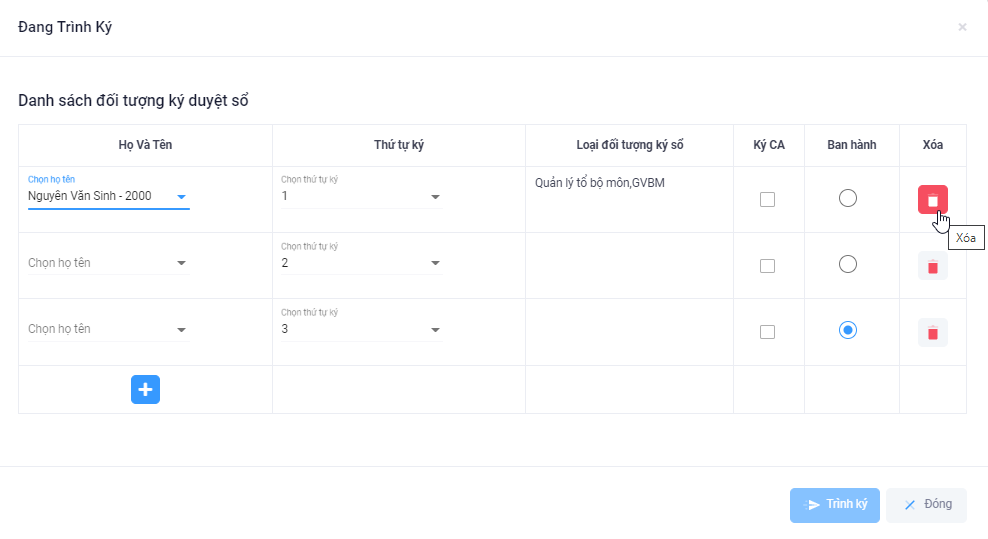 Đang Trình Ký
×
Danh sách đối tượng ký duyệt sổ
Họ Và Tên Thứ tự ký Loại đối tượng ký số Ký CA Ban hành Xóa
Chọn họ tên Chọn thứ tự ký
Nguyên Văn Sinh - 2000 1 Quản lý tổ bộ môn,GVBM
Xóa
Chọn thứ tự ký
Chọn họ tên 2
Chọn thứ tự ký
Chọn họ tên 3
Trình ký Đóng